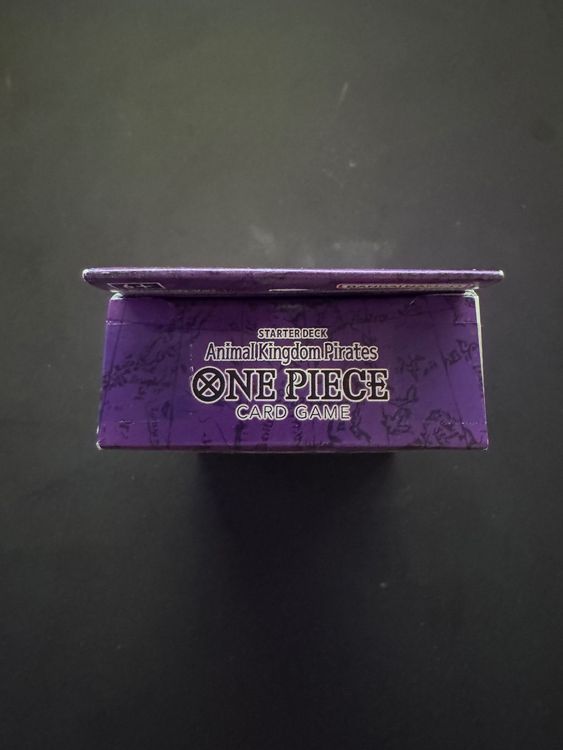 STARTER DECK
Animal Kingdom Pirates
ONE PIECE
CARD GAME